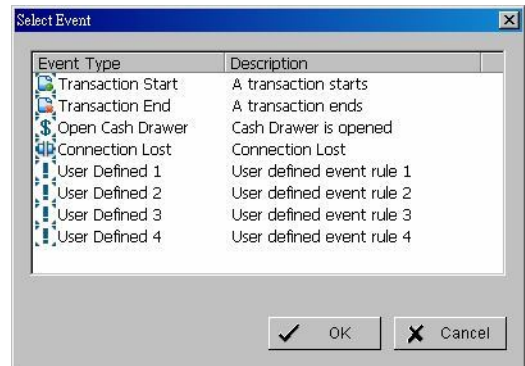 Select Event
Event Type Description
Transaction Start A transaction starts
Transaction End A transaction ends
Open Cash Drawer Cash Drawer is opened
Connection Lost Connection Lost
User Defined 1 User defined event rule 1
User Defined 2 User defined event rule 2
User Defined 3 User defined event rule 3
User Defined 4 User defined event rule 4
OK Cancel